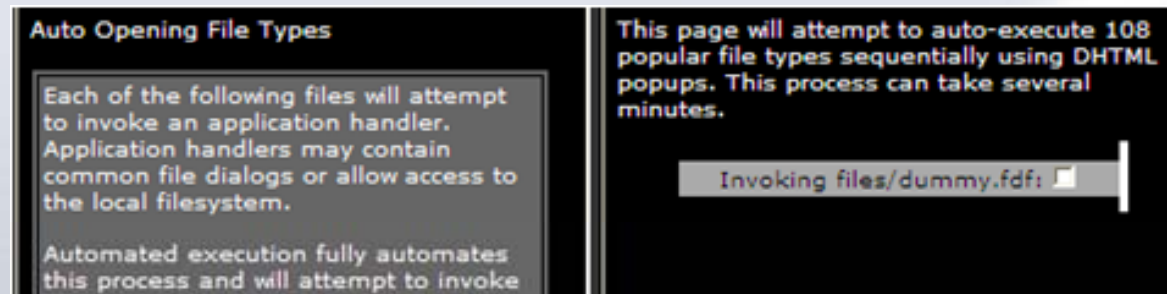 Auto Opening File Types
Each of the following files will attempt
to invoke an application handler.
Application handlers may contain
common file dialogs or allow access to
the local filesystem.
Automated execution fully automates
this process and will attempt to invoke
This page will attempt to auto-execute 108
popular file types sequentially using DHTML
popups. This process can take several
minutes.
Invoking files/dummy.fdf: